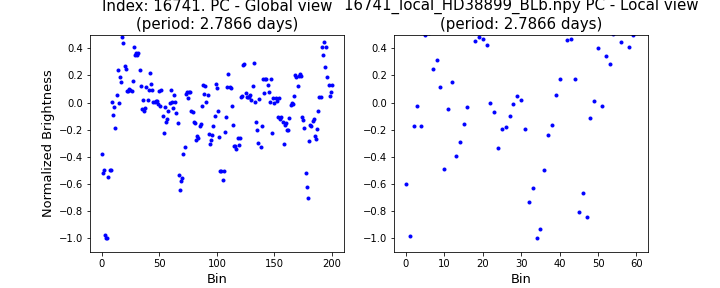 Index: 16741. PC - Global view
(period: 2.7866 days)
16741_local_HD38899_BLb.npy PC - Local view
(period: 2.7866 days)
Normalized Brightness
0.4
0.2
0.0
−0.2
−0.4
−0.6
−0.8
−1.0
0 50 100 150 200
Bin
0.4
0.2
0.0
−0.2
−0.4
−0.6
−0.8
−1.0
0 10 20 30 40 50 60
Bin